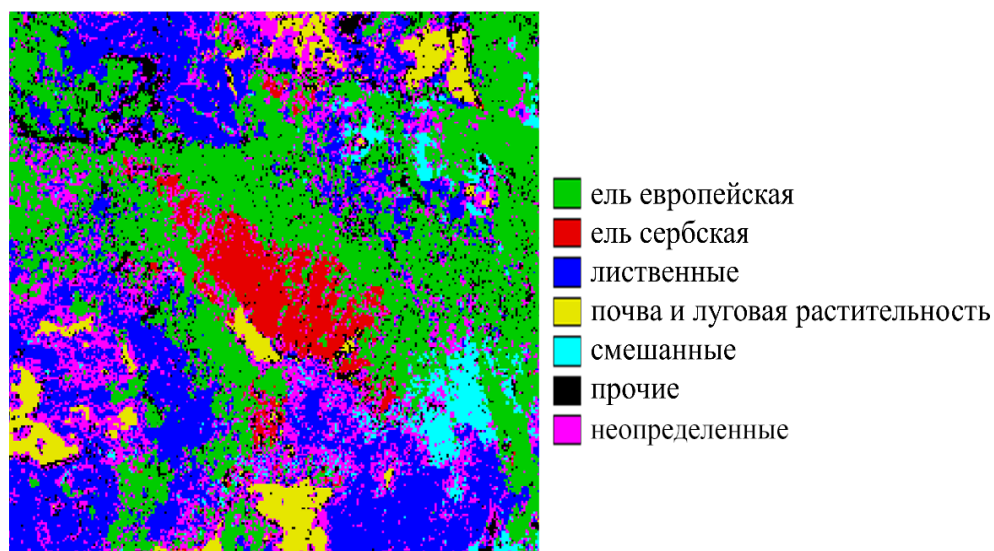 ель европейская
ель сербская
лиственные
почва и луговая растительность
смешанные
прочие
неопределенные